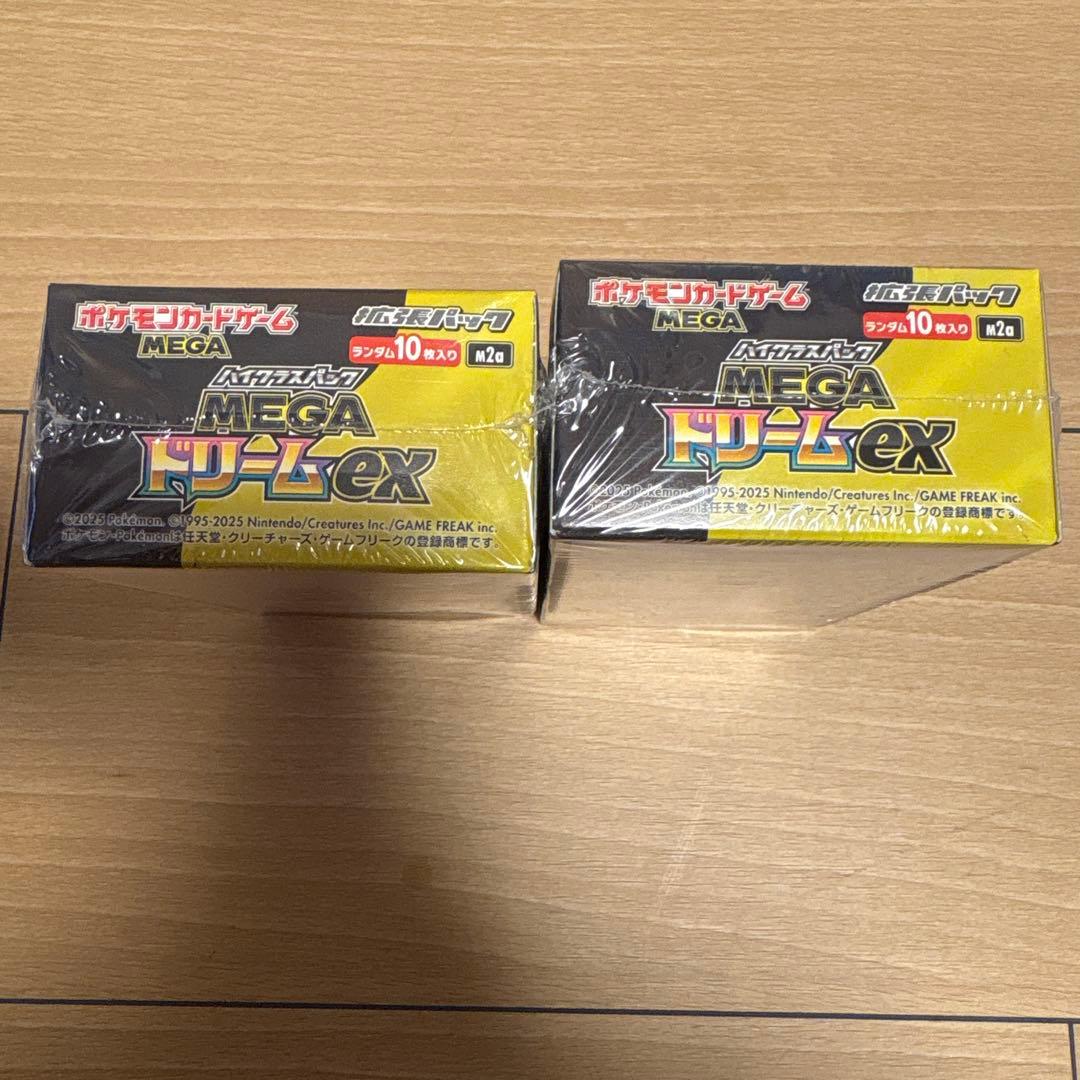 ポケモンカードゲーム
MEGA
拡張パック
ランダム10枚入り
M2a
ハイクラスパック
MEGA
ドリームex
©2025 Pokémon. ©1995-2025 Nintendo/Creatures Inc./GAME FREAK inc.
ポケモン・Pokémonは任天堂・クリーチャーズ・ゲームフリークの登録商標です。
ポケモンカードゲーム
MEGA
拡張パック
ランダム10枚入り
M2a
ハイクラスパック
MEGA
ドリームex
©2025 Pokémon. ©1995-2025 Nintendo/Creatures Inc./GAME FREAK inc.
ポケモン・Pokémonは任天堂・クリーチャーズ・ゲームフリークの登録商標です。